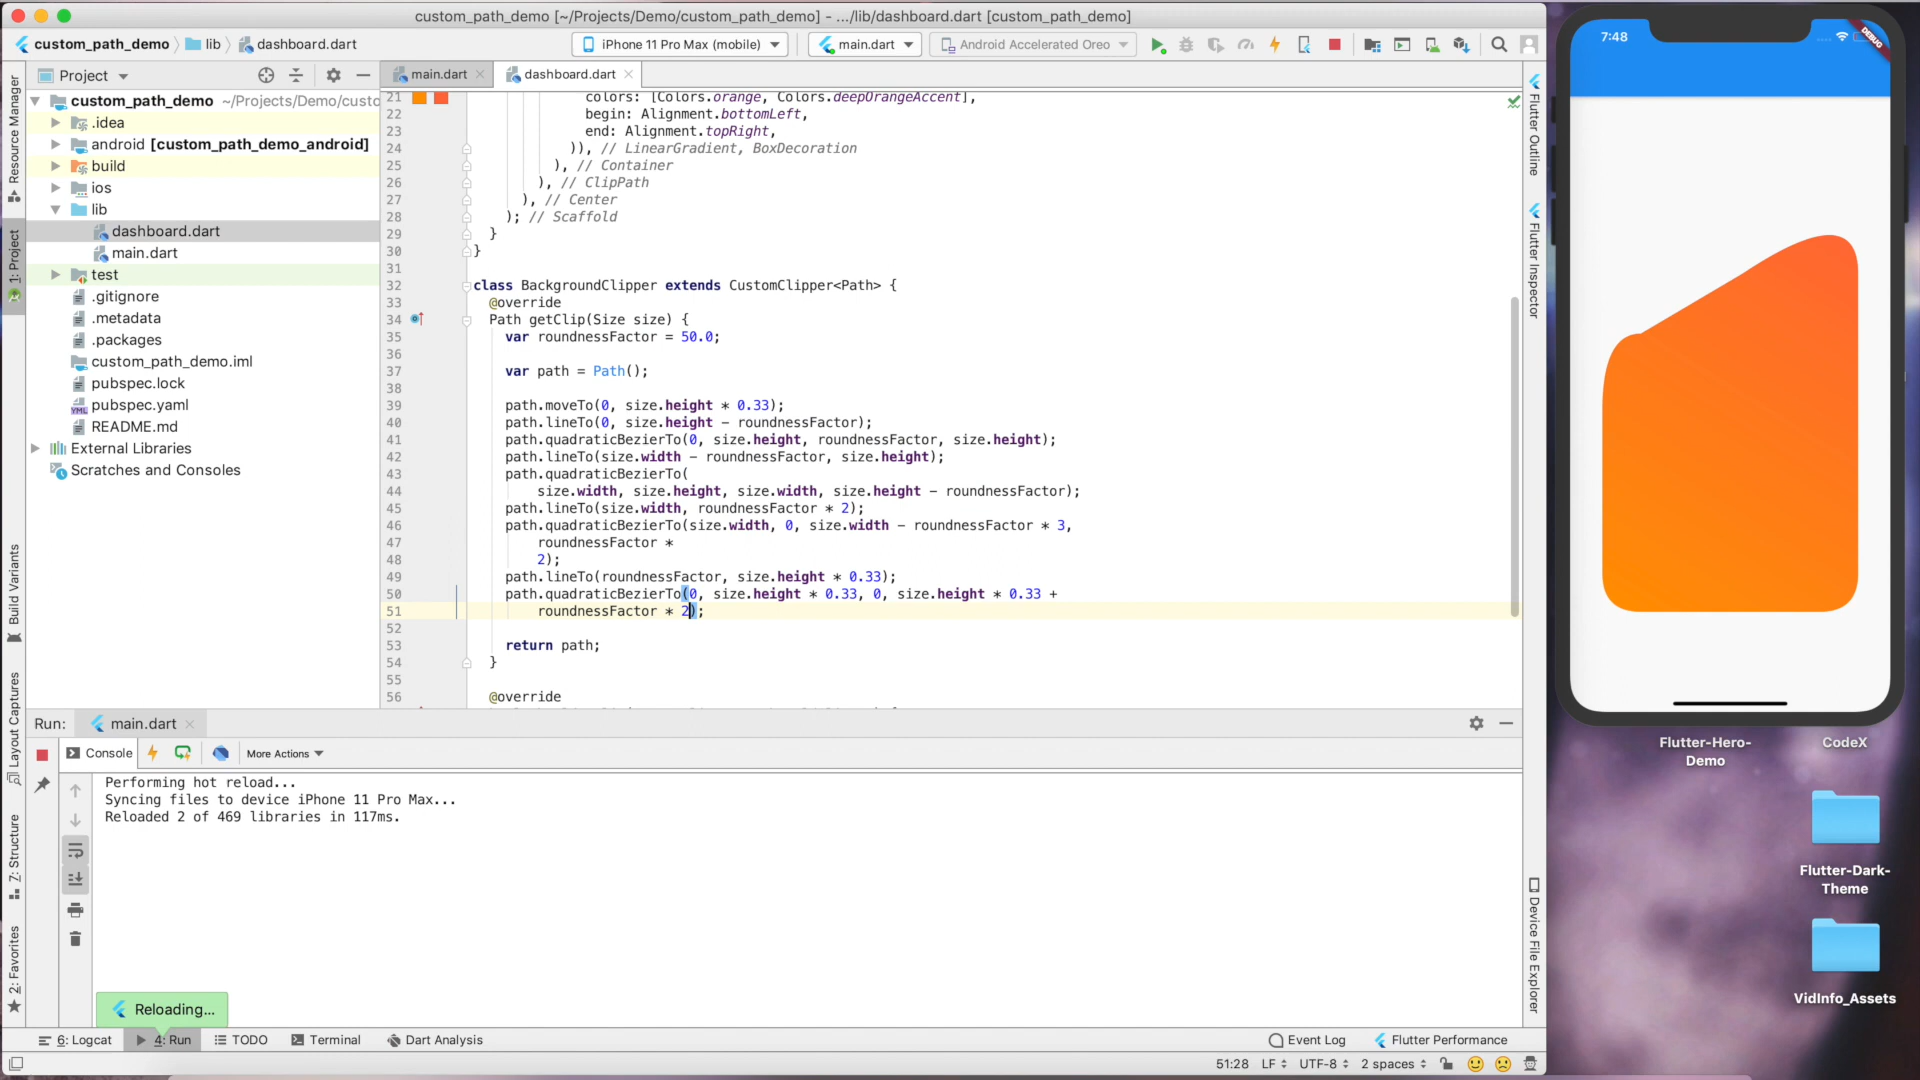 custom_path_demo [~/Projects/Demo/custom_path_demo] - .../lib/dashboard.dart [custom_path_demo]
custom_path_demo
lib
dashboard.dart
iPhone 11 Pro Max (mobile)
main.dart
Android Accelerated Oreo
Project
main.dart
dashboard.dart
Resource Manager
1: Project
Build Variants
Layout Captures
7: Structure
2: Favorites
custom_path_demo ~/Projects/Demo/custo
.idea
android [custom_path_demo_android]
build
ios
lib
dashboard.dart
main.dart
test
.gitignore
.metadata
.packages
custom_path_demo.iml
pubspec.lock
pubspec.yaml
README.md
External Libraries
Scratches and Consoles
21 colors: [Colors.orange, Colors.deepOrangeAccent],
22 begin: Alignment.bottomLeft,
23 end: Alignment.topRight,
24 )), // LinearGradient, BoxDecoration
25 ), // Container
26 ), // ClipPath
27 ), // Center
28 ); // Scaffold
29 }
30 }
31
32 class BackgroundClipper extends CustomClipper<Path> {
33 @override
34 Path getClip(Size size) {
35 var roundnessFactor = 50.0;
36
37 var path = Path();
38
39 path.moveTo(0, size.height * 0.33);
40 path.lineTo(0, size.height - roundnessFactor);
41 path.quadraticBezierTo(0, size.height, roundnessFactor, size.height);
42 path.lineTo(size.width - roundnessFactor, size.height);
43 path.quadraticBezierTo(
44 size.width, size.height, size.width, size.height - roundnessFactor);
45 path.lineTo(size.width, roundnessFactor * 2);
46 path.quadraticBezierTo(size.width, 0, size.width - roundnessFactor * 3,
47 roundnessFactor *
48 2);
49 path.lineTo(roundnessFactor, size.height * 0.33);
50 path.quadraticBezierTo(0, size.height * 0.33, 0, size.height * 0.33 +
51 roundnessFactor * 2);
52
53 return path;
54 }
55
56 @override
Flutter Outline
Flutter Inspector
Device File Explorer
Run: main.dart
Console
More Actions
Performing hot reload...
Syncing files to device iPhone 11 Pro Max...
Reloaded 2 of 469 libraries in 117ms.
Reloading...
6: Logcat
4: Run
TODO
Terminal
Dart Analysis
Event Log
Flutter Performance
51:28
LF
UTF-8
2 spaces
7:48
DEBUG
Flutter-Hero-
Demo
CodeX
Flutter-Dark-
Theme
VidInfo_Assets